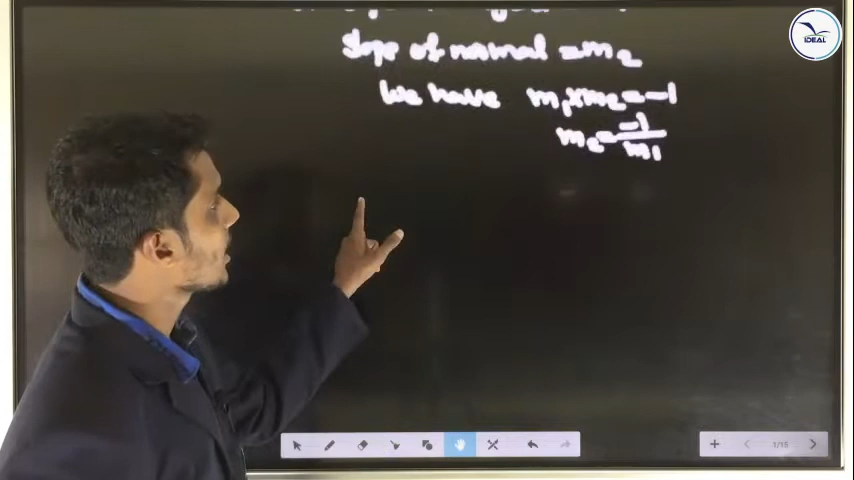 Slope of normal = m2
We have m1 x m2 = -1
m2 = -1/m1
IDEAL
1/15